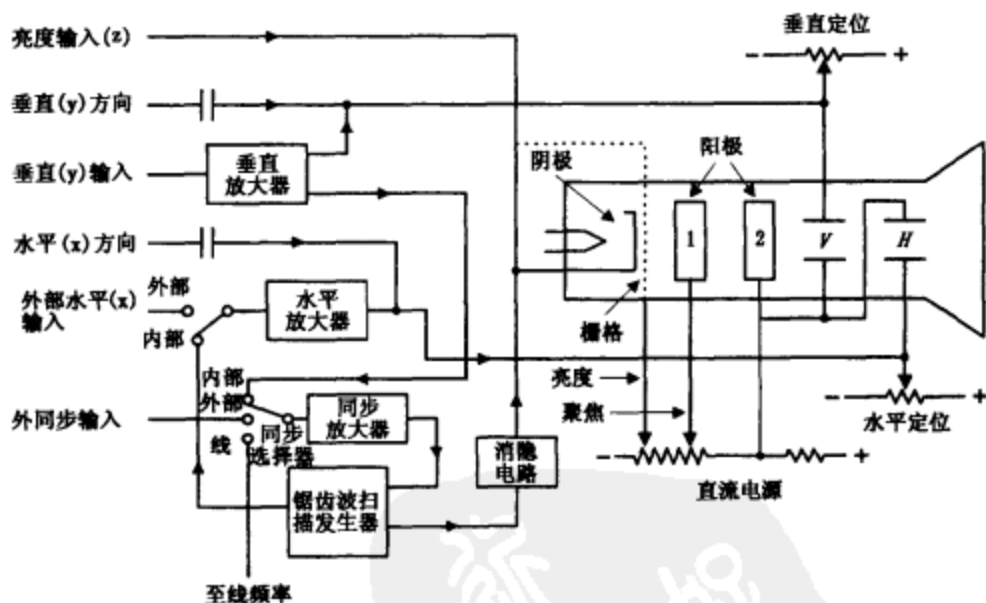 亮度输入(z)
垂直(y)方向
垂直(y)输入
垂直
放大器
水平(x)方向
外部水平(x)
输入
外部
内部
水平
放大器
内部
外部
线
外同步输入
同步
选择器
同步
放大器
锯齿波扫
描发生器
至线频率
消隐
电路
垂直定位
- +
阴极
阳极
1
2
V
H
栅格
亮度
聚焦
- +
直流电源
- +
水平定位